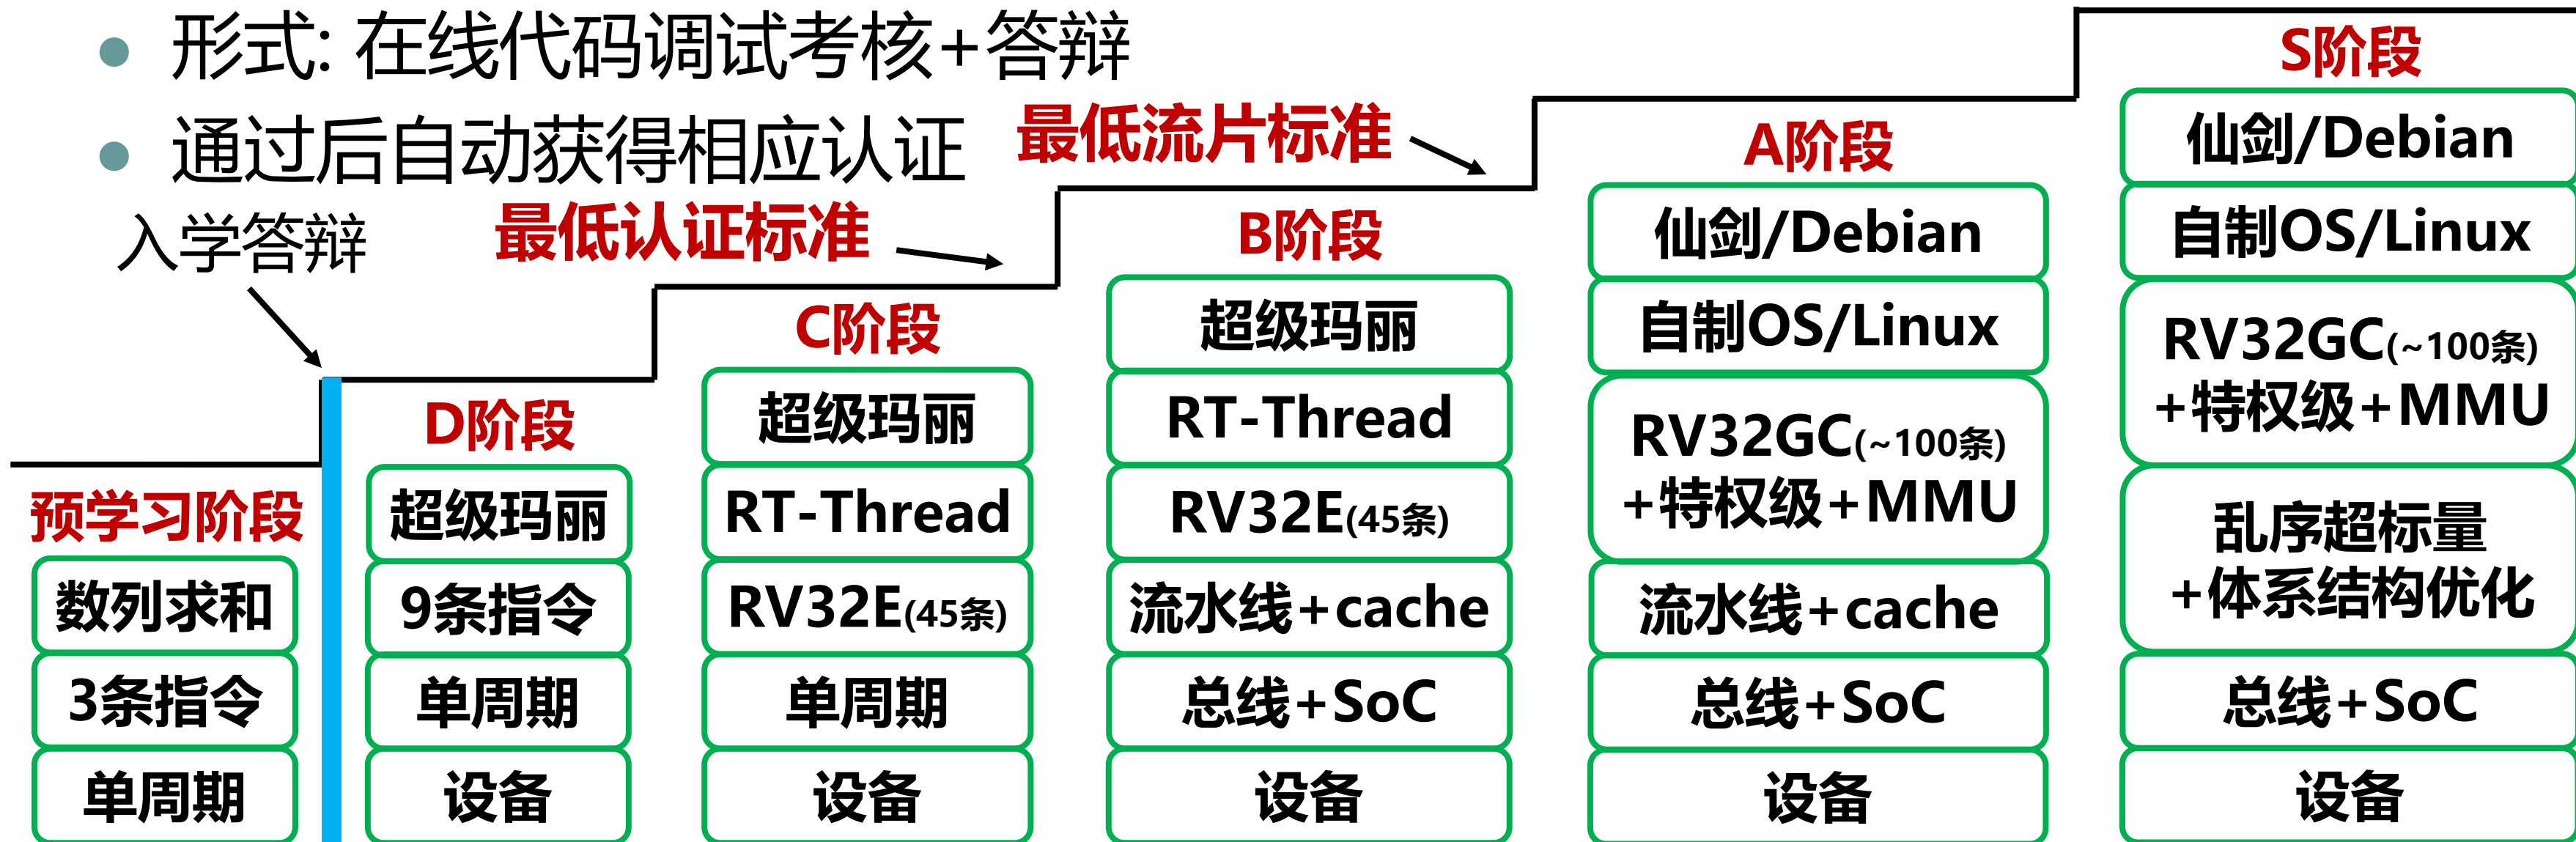 形式: 在线代码调试考核+答辩
通过后自动获得相应认证
入学答辩
最低认证标准
最低流片标准
预学习阶段
数列求和
3条指令
单周期
D阶段
超级玛丽
9条指令
单周期
设备
C阶段
超级玛丽
RT-Thread
RV32E(45条)
单周期
设备
B阶段
超级玛丽
RT-Thread
RV32E(45条)
流水线+cache
总线+SoC
设备
A阶段
仙剑/Debian
自制OS/Linux
RV32GC(~100条)
+特权级+MMU
流水线+cache
总线+SoC
设备
S阶段
仙剑/Debian
自制OS/Linux
RV32GC(~100条)
+特权级+MMU
乱序超标量
+体系结构优化
总线+SoC
设备